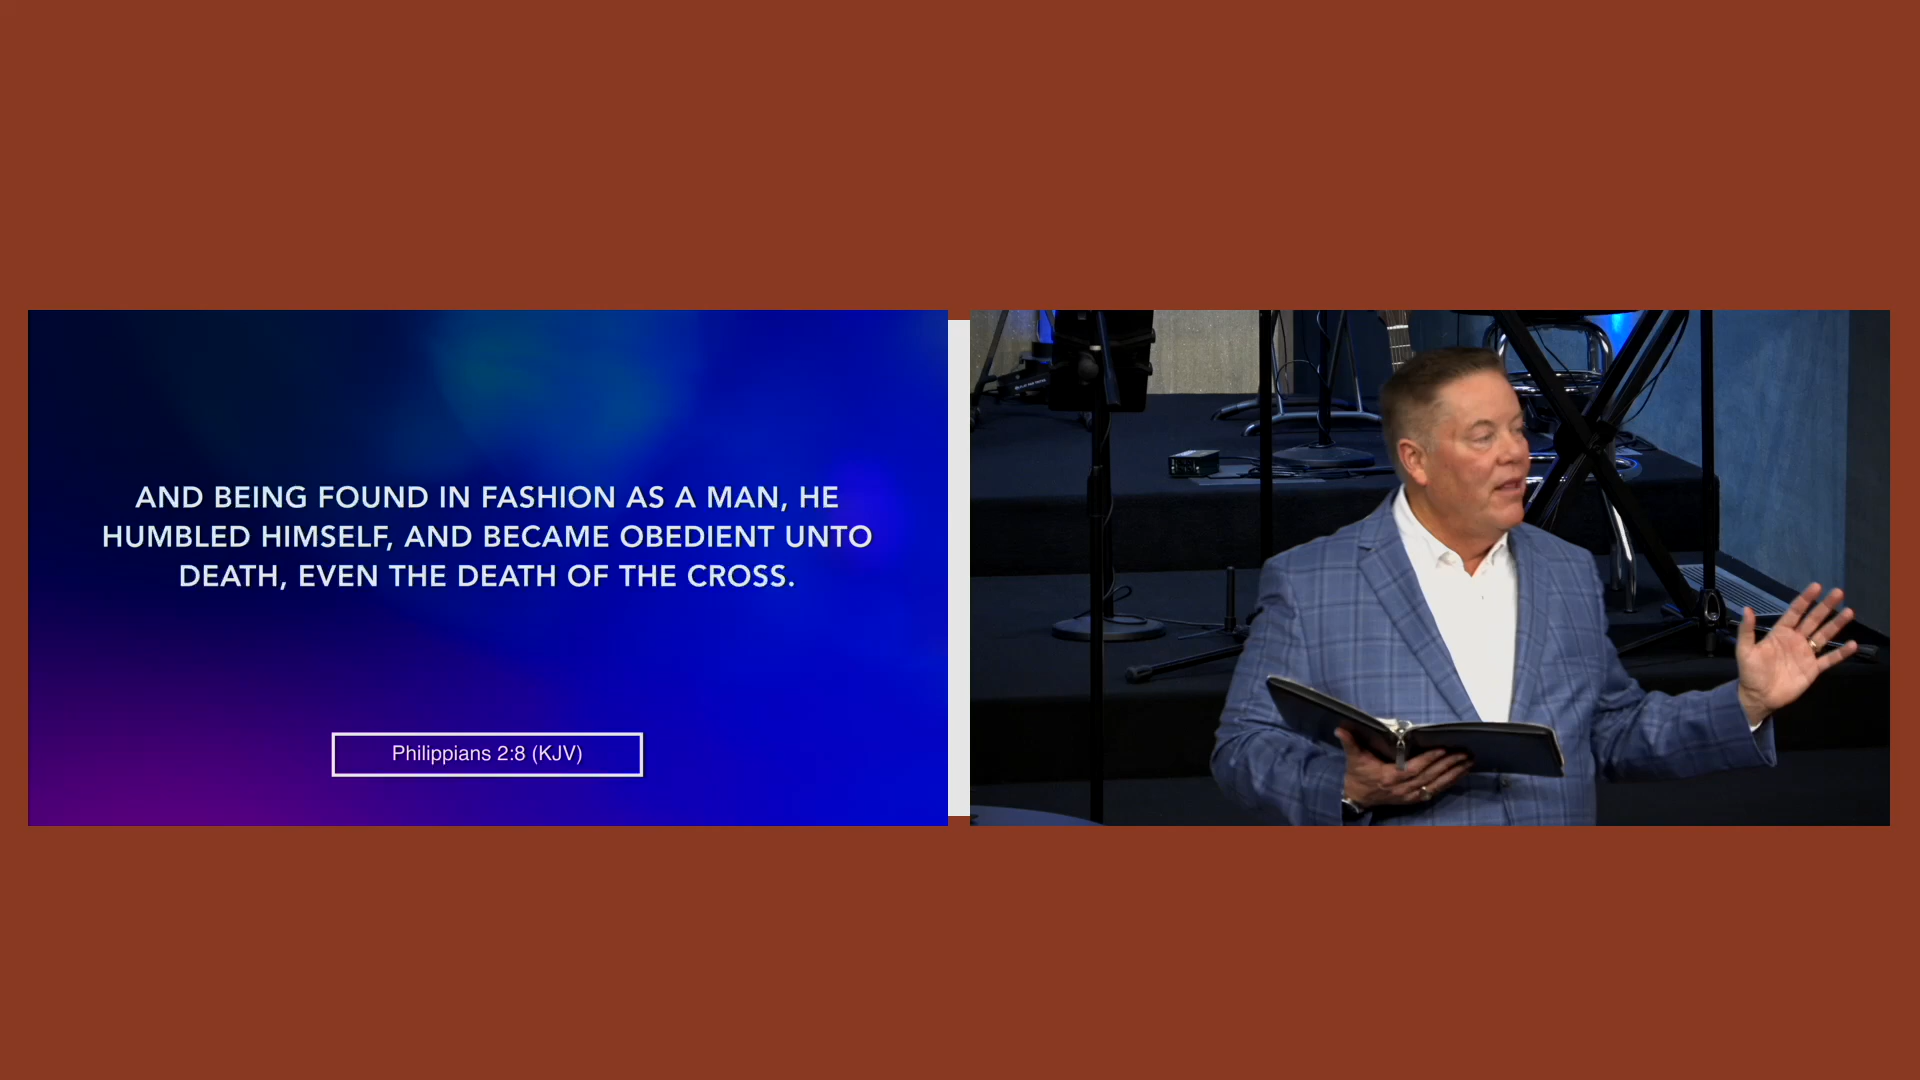 AND BEING FOUND IN FASHION AS A MAN, HE
HUMBLED HIMSELF, AND BECAME OBEDIENT UNTO
DEATH, EVEN THE DEATH OF THE CROSS.
Philippians 2:8 (KJV)